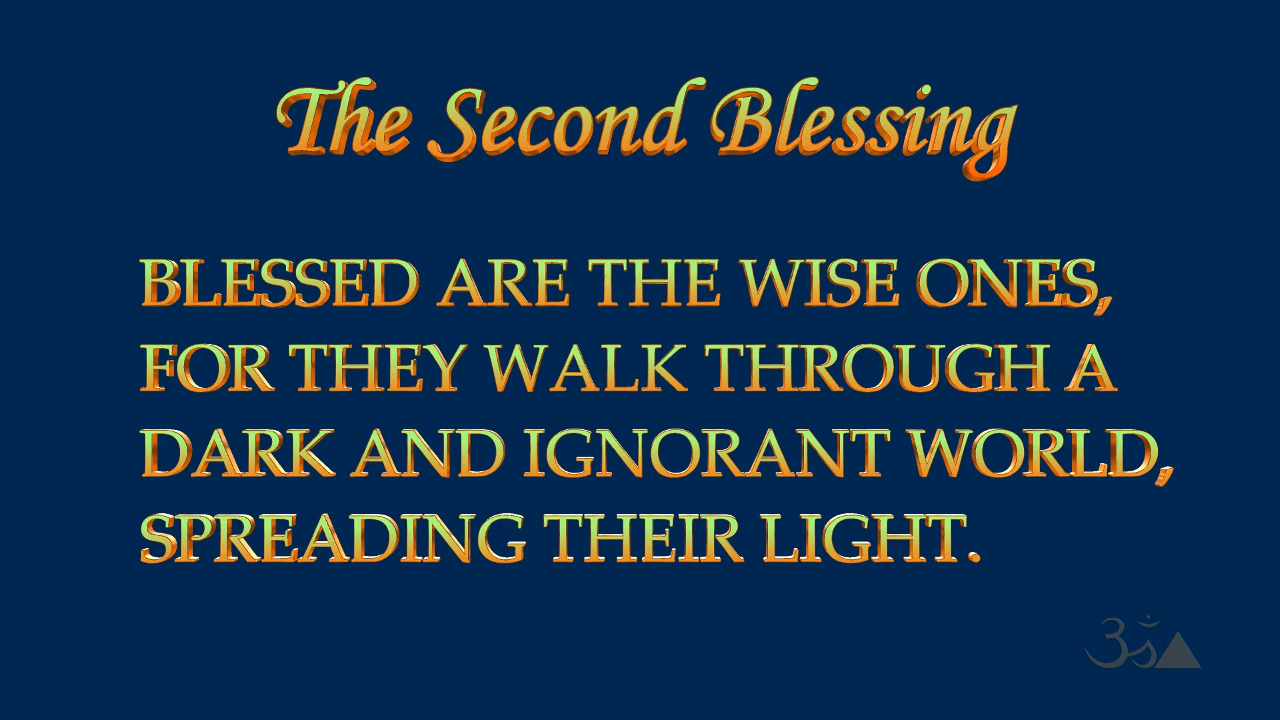 The Second Blessing
BLESSED ARE THE WISE ONES,
FOR THEY WALK THROUGH A
DARK AND IGNORANT WORLD,
SPREADING THEIR LIGHT.